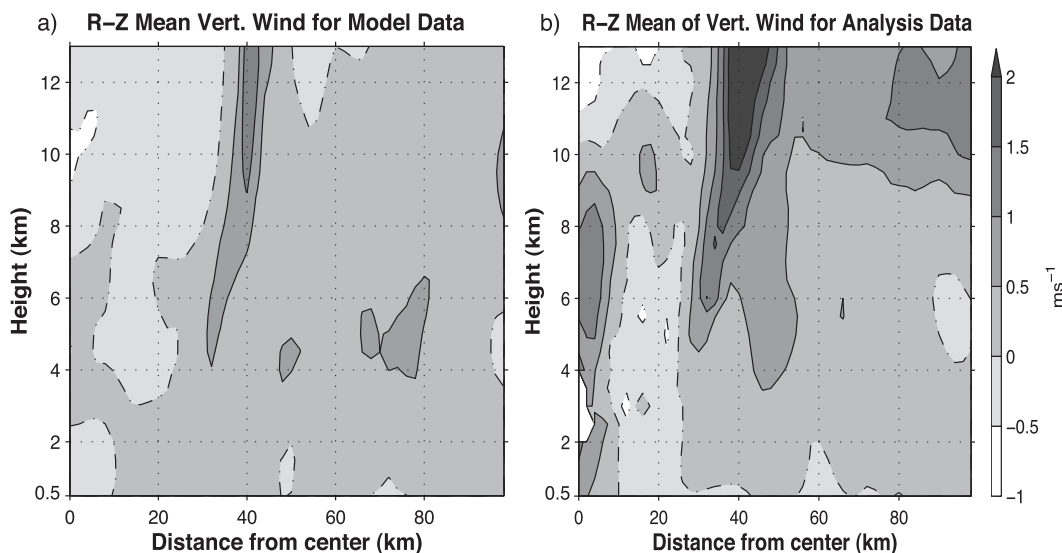 a) R−Z Mean Vert. Wind for Model Data
12
10
8
6
4
2
0.5
0 20 40 60 80
Height (km)
Distance from center (km)
b) R−Z Mean of Vert. Wind for Analysis Data
12
10
8
6
4
2
0.5
0 20 40 60 80
Height (km)
Distance from center (km)
2
1.5
1
0.5
0
−0.5
−1
ms⁻¹